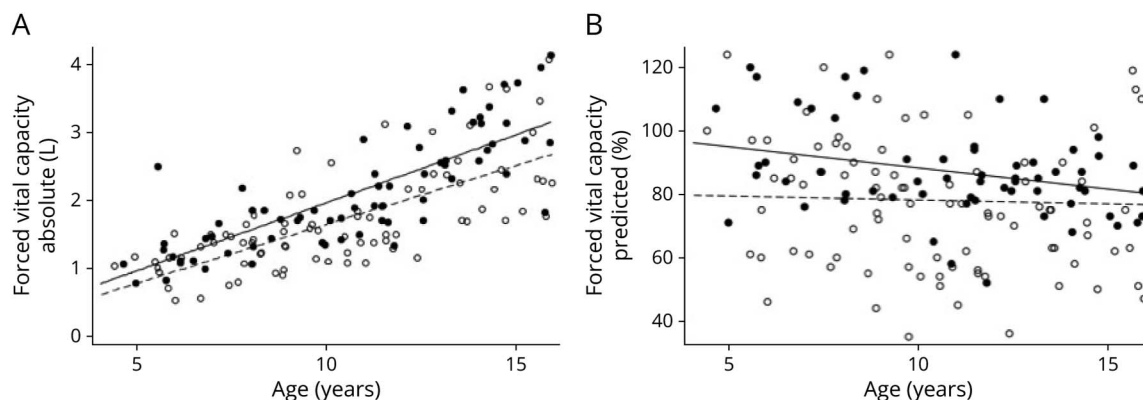 A
Forced vital capacity
absolute (L)
4
3
2
1
0
5
10
15
Age (years)
B
Forced vital capacity
predicted (%)
120
100
80
60
40
5
10
15
Age (years)